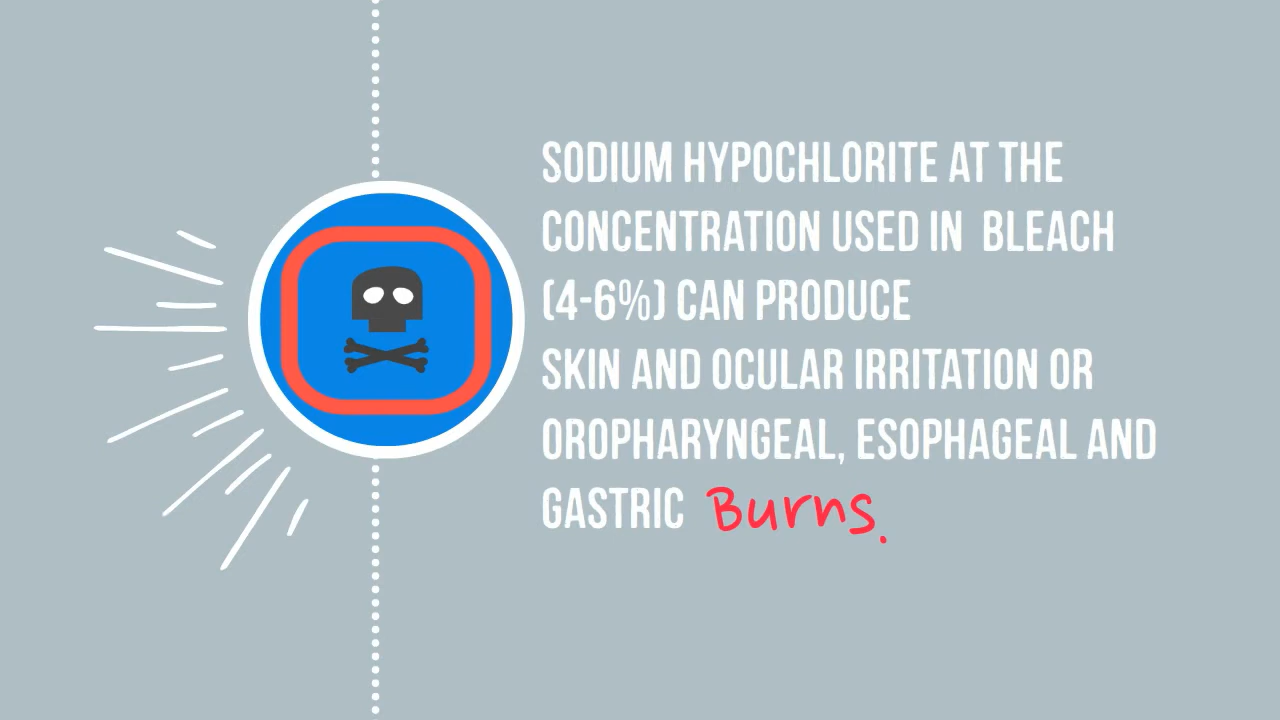 SODIUM HYPOCHLORITE AT THE
CONCENTRATION USED IN BLEACH
(4-6%) CAN PRODUCE
SKIN AND OCULAR IRRITATION OR
OROPHARYNGEAL, ESOPHAGEAL AND
GASTRIC Burns.